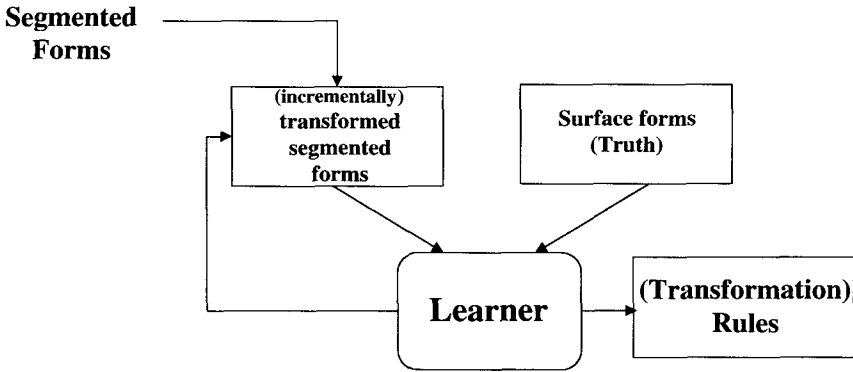 Segmented
Forms
(incrementally)
transformed
segmented
forms
Surface forms
(Truth)
Learner
(Transformation)
Rules